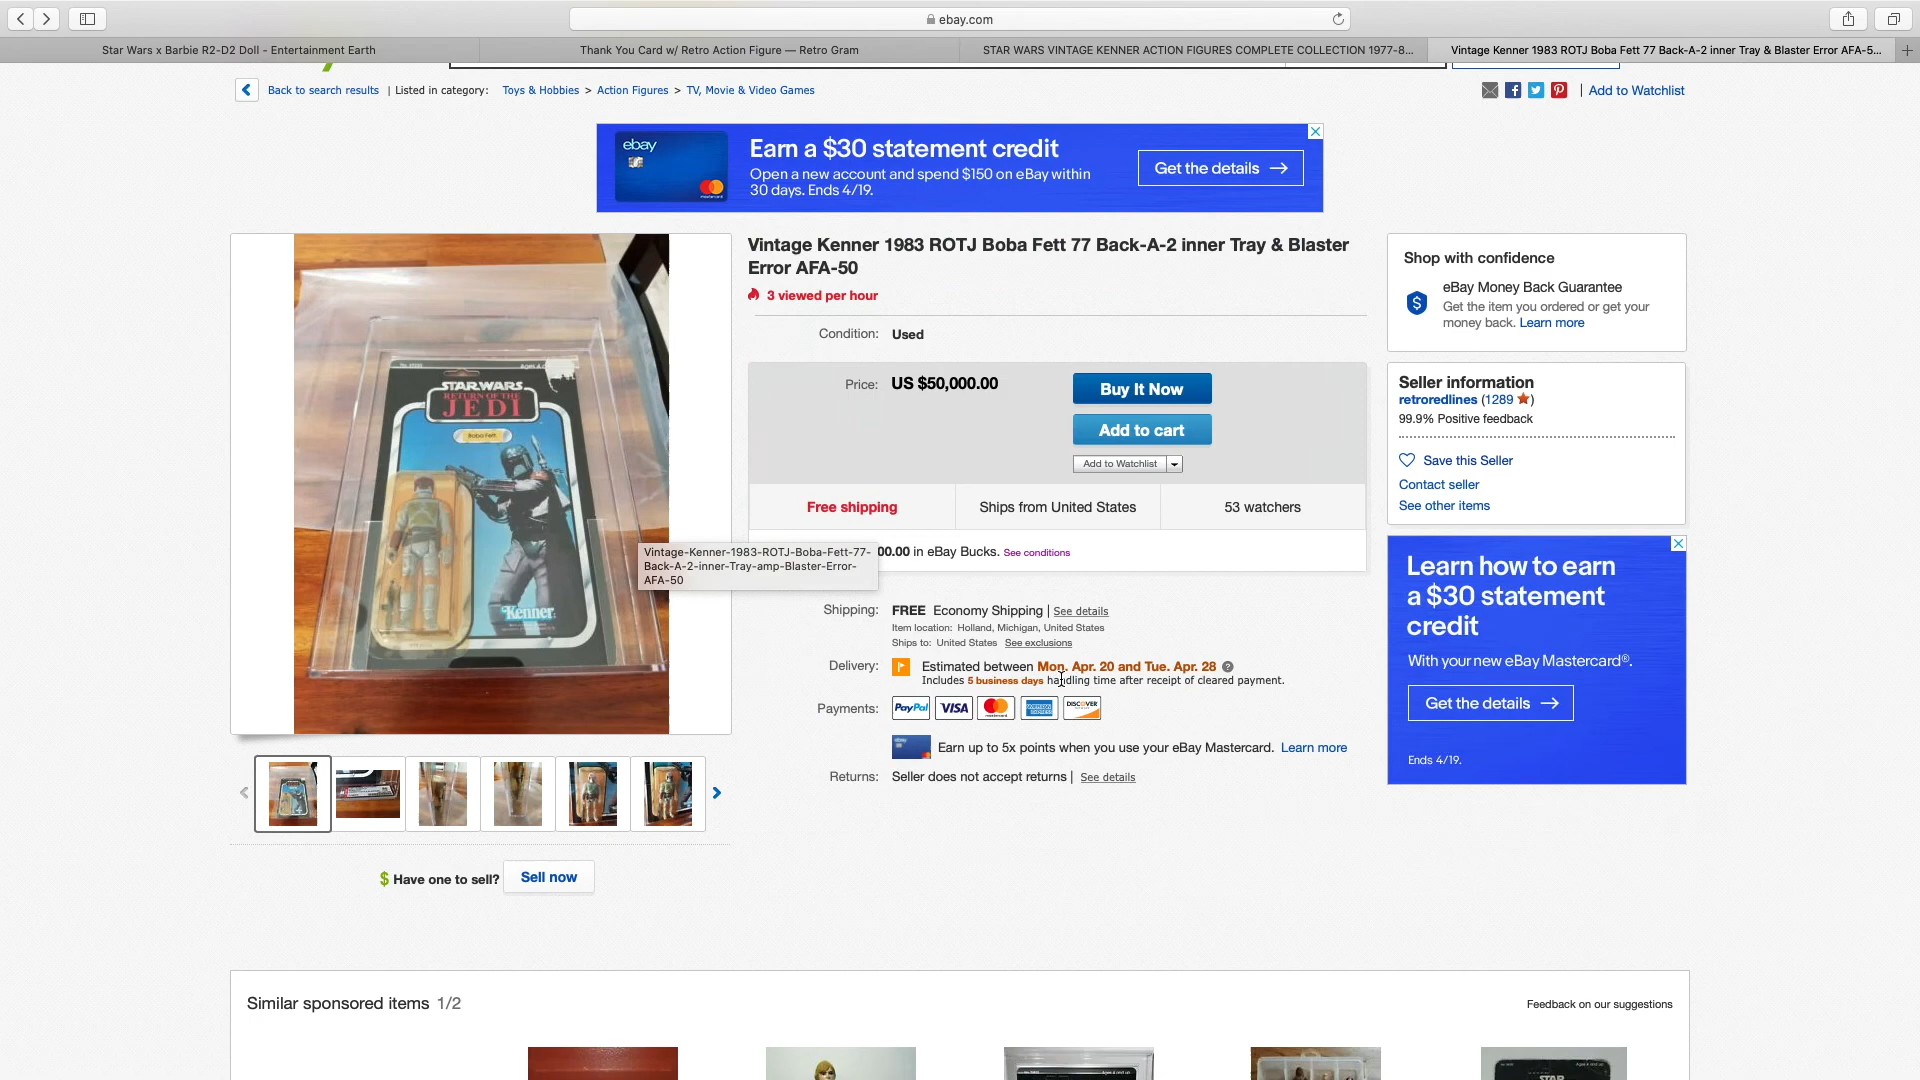 ebay.com
Star Wars x Barbie R2-D2 Doll - Entertainment Earth
Thank You Card w/ Retro Action Figure — Retro Gram
STAR WARS VINTAGE KENNER ACTION FIGURES COMPLETE COLLECTION 1977-8...
Vintage Kenner 1983 ROTJ Boba Fett 77 Back-A-2 inner Tray & Blaster Error AFA-5...
Back to search results | Listed in category: Toys & Hobbies > Action Figures > TV, Movie & Video Games
| Add to Watchlist
ebay
mastercard
Earn a $30 statement credit
Open a new account and spend $150 on eBay within
30 days. Ends 4/19.
Get the details →
STAR WARS
RETURN OF THE
JEDI
Boba Fett
Kenner
Vintage Kenner 1983 ROTJ Boba Fett 77 Back-A-2 inner Tray & Blaster
Error AFA-50
3 viewed per hour
Condition: Used
Price: US $50,000.00
Buy It Now
Add to cart
Add to Watchlist
Free shipping
Ships from United States
53 watchers
00.00 in eBay Bucks. See conditions
Vintage-Kenner-1983-ROTJ-Boba-Fett-77-
Back-A-2-inner-Tray-amp-Blaster-Error-
AFA-50
Shipping: FREE Economy Shipping | See details
Item location: Holland, Michigan, United States
Ships to: United States See exclusions
Delivery: Estimated between Mon. Apr. 20 and Tue. Apr. 28
Includes 5 business days handling time after receipt of cleared payment.
Payments: PayPal VISA mastercard DISCOVER
Earn up to 5x points when you use your eBay Mastercard. Learn more
Returns: Seller does not accept returns | See details
Shop with confidence
eBay Money Back Guarantee
Get the item you ordered or get your
money back. Learn more
Seller information
retroredlines (1289 ★)
99.9% Positive feedback
Save this Seller
Contact seller
See other items
Learn how to earn
a $30 statement
credit
With your new eBay Mastercard®.
Get the details →
Ends 4/19.
$ Have one to sell? Sell now
Similar sponsored items 1/2
Feedback on our suggestions
STAR